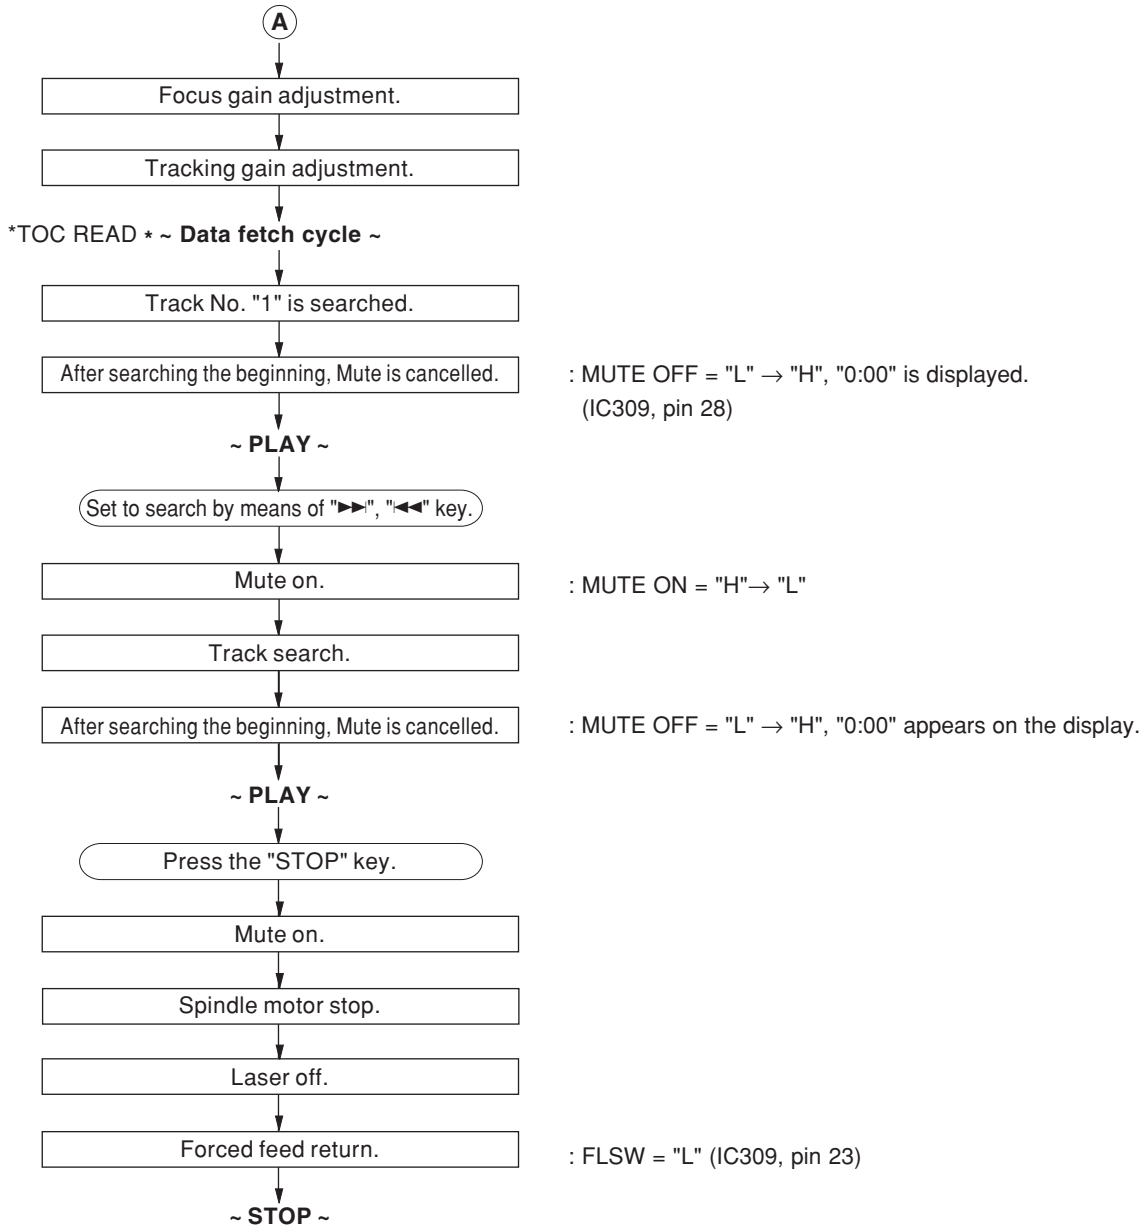 A
Focus gain adjustment.
Tracking gain adjustment.
*TOC READ * ~ Data fetch cycle ~
Track No. "1" is searched.
After searching the beginning, Mute is cancelled.
: MUTE OFF = "L" → "H", "0:00" is displayed.
(IC309, pin 28)
~ PLAY ~
Set to search by means of "►►|", "|◄◄" key.
Mute on.
: MUTE ON = "H"→ "L"
Track search.
After searching the beginning, Mute is cancelled.
: MUTE OFF = "L" → "H", "0:00" appears on the display.
~ PLAY ~
Press the "STOP" key.
Mute on.
Spindle motor stop.
Laser off.
Forced feed return.
: FLSW = "L" (IC309, pin 23)
~ STOP ~